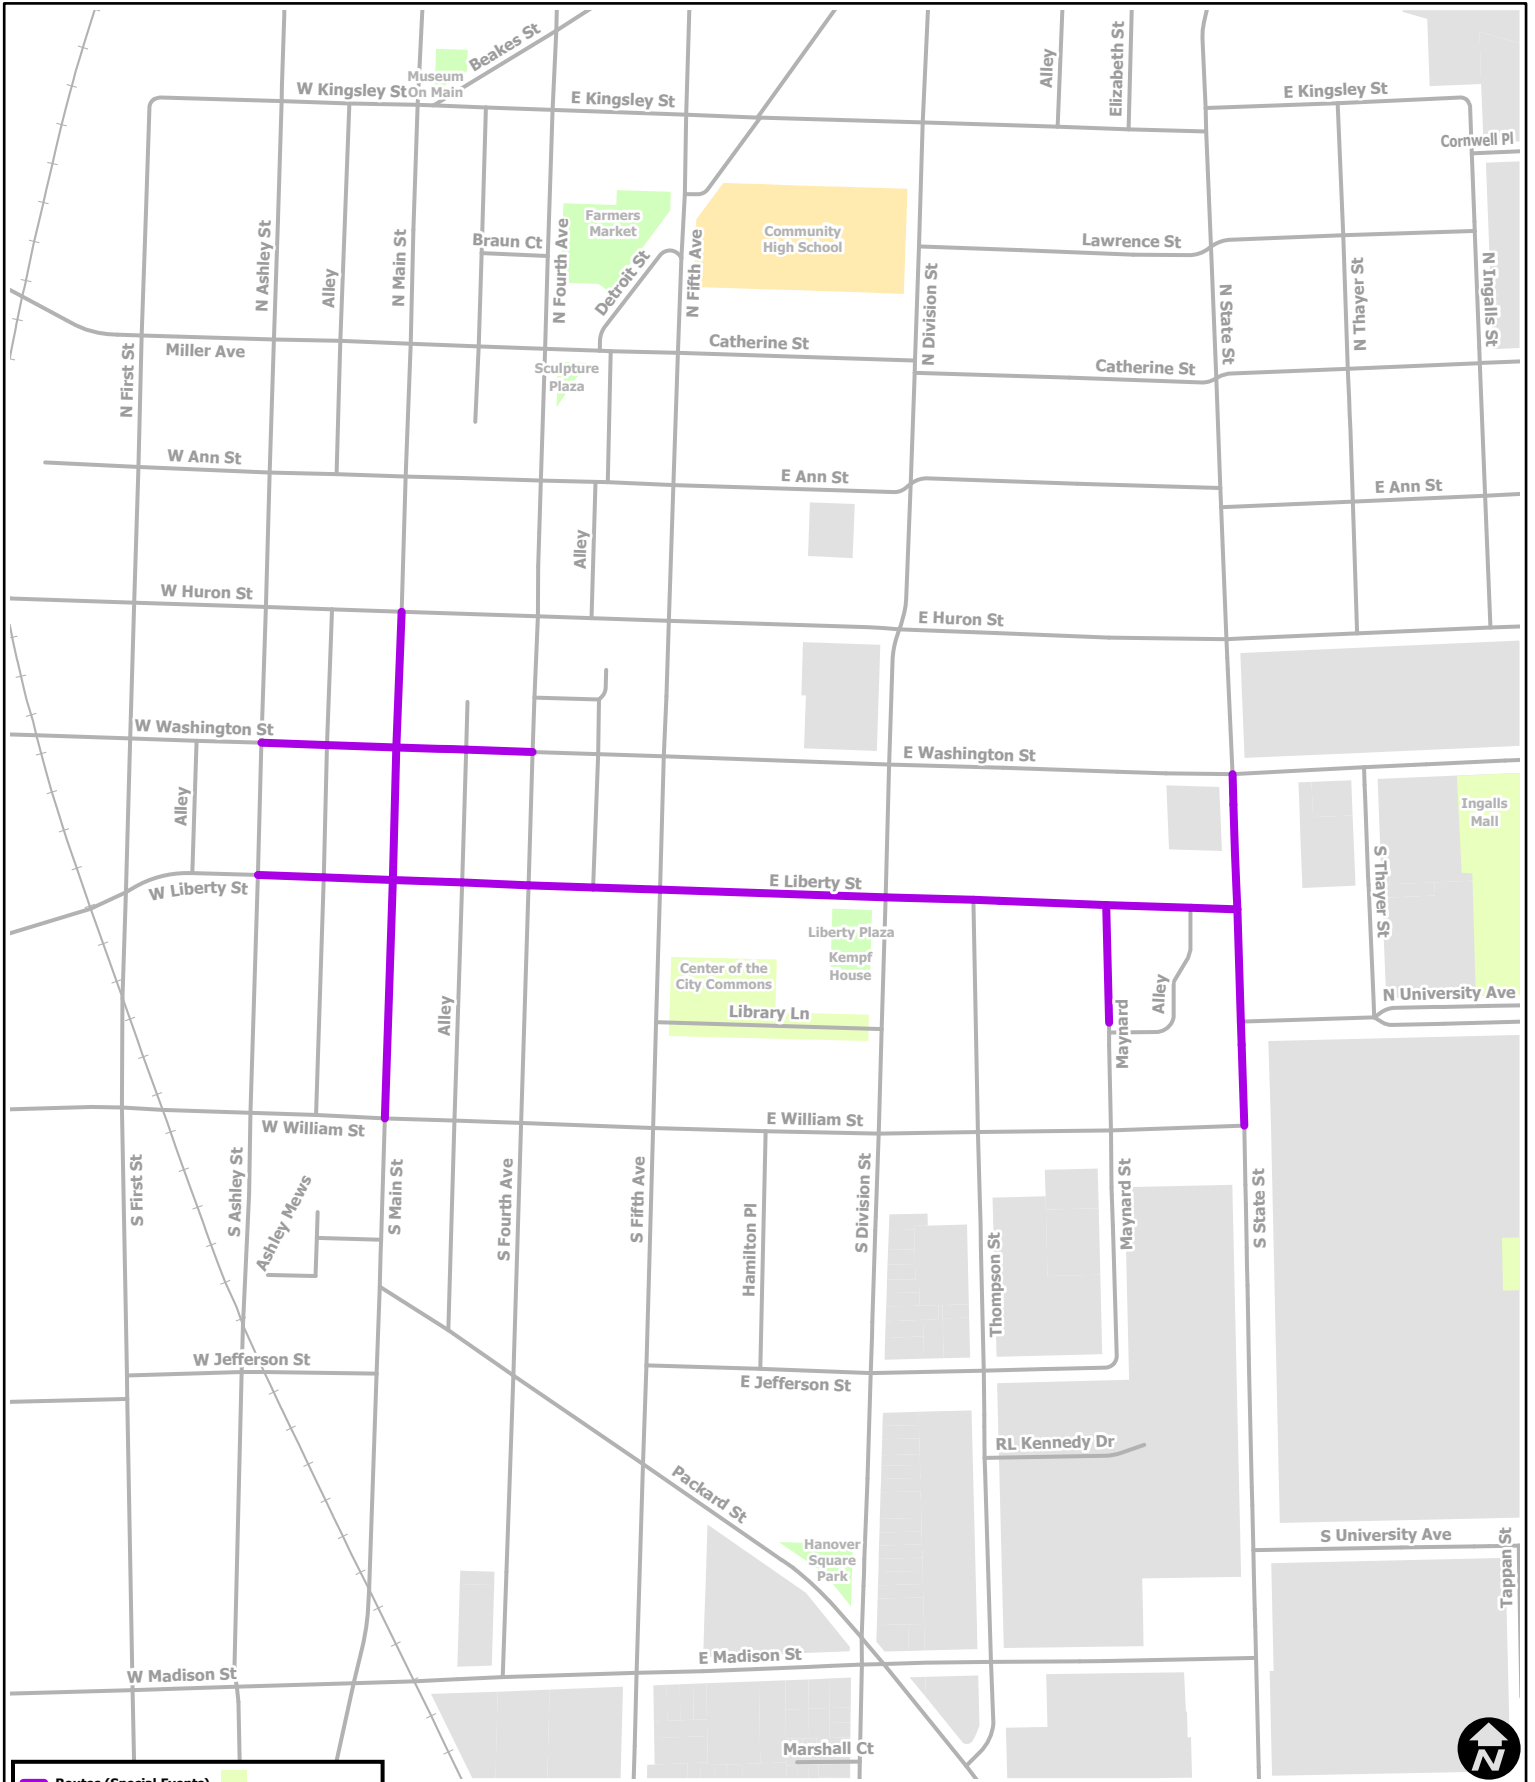 Beakes St
Museum
On Main
W Kingsley St
E Kingsley St
Alley
Elizabeth St
E Kingsley St
Cornwell Pl
N Ashley St
Alley
N Main St
Braun Ct
N Fourth Ave
Farmers
Market
Detroit St
N Fifth Ave
Community
High School
N Division St
Lawrence St
N State St
N Thayer St
N Ingalls St
Miller Ave
N First St
Catherine St
Catherine St
Sculpture
Plaza
W Ann St
E Ann St
E Ann St
Alley
W Huron St
E Huron St
W Washington St
E Washington St
Alley
Ingalls
Mall
S Thayer St
W Liberty St
E Liberty St
Liberty Plaza
Kempf
House
Center of the
City Commons
Library Ln
Alley
Maynard
Alley
N University Ave
W William St
E William St
S First St
S Ashley St
Ashley Mews
S Main St
S Fourth Ave
S Fifth Ave
Hamilton Pl
S Division St
Thompson St
Maynard St
S State St
W Jefferson St
E Jefferson St
RL Kennedy Dr
Packard St
Hanover
Square
Park
S University Ave
Tappan St
W Madison St
E Madison St
Marshall Ct
N
Routes (Special Events)